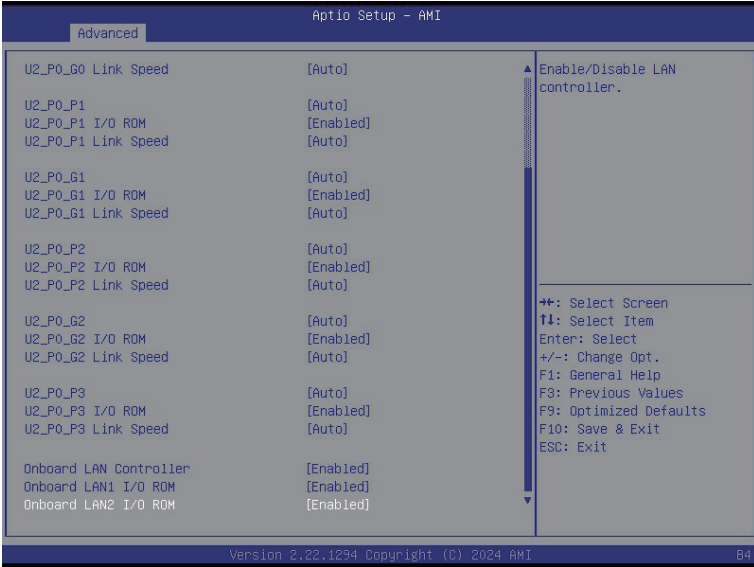 Aptio Setup – AMI
Advanced
U2_P0_G0 Link Speed [Auto]
U2_P0_P1 [Auto]
U2_P0_P1 I/O ROM [Enabled]
U2_P0_P1 Link Speed [Auto]
U2_P0_G1 [Auto]
U2_P0_G1 I/O ROM [Enabled]
U2_P0_G1 Link Speed [Auto]
U2_P0_P2 [Auto]
U2_P0_P2 I/O ROM [Enabled]
U2_P0_P2 Link Speed [Auto]
U2_P0_G2 [Auto]
U2_P0_G2 I/O ROM [Enabled]
U2_P0_G2 Link Speed [Auto]
U2_P0_P3 [Auto]
U2_P0_P3 I/O ROM [Enabled]
U2_P0_P3 Link Speed [Auto]
Onboard LAN Controller [Enabled]
Onboard LAN1 I/O ROM [Enabled]
Onboard LAN2 I/O ROM [Enabled]
Enable/Disable LAN
controller.
→←: Select Screen
↑↓: Select Item
Enter: Select
+/-: Change Opt.
F1: General Help
F3: Previous Values
F9: Optimized Defaults
F10: Save & Exit
ESC: Exit
Version 2.22.1294 Copyright (C) 2024 AMI
B4